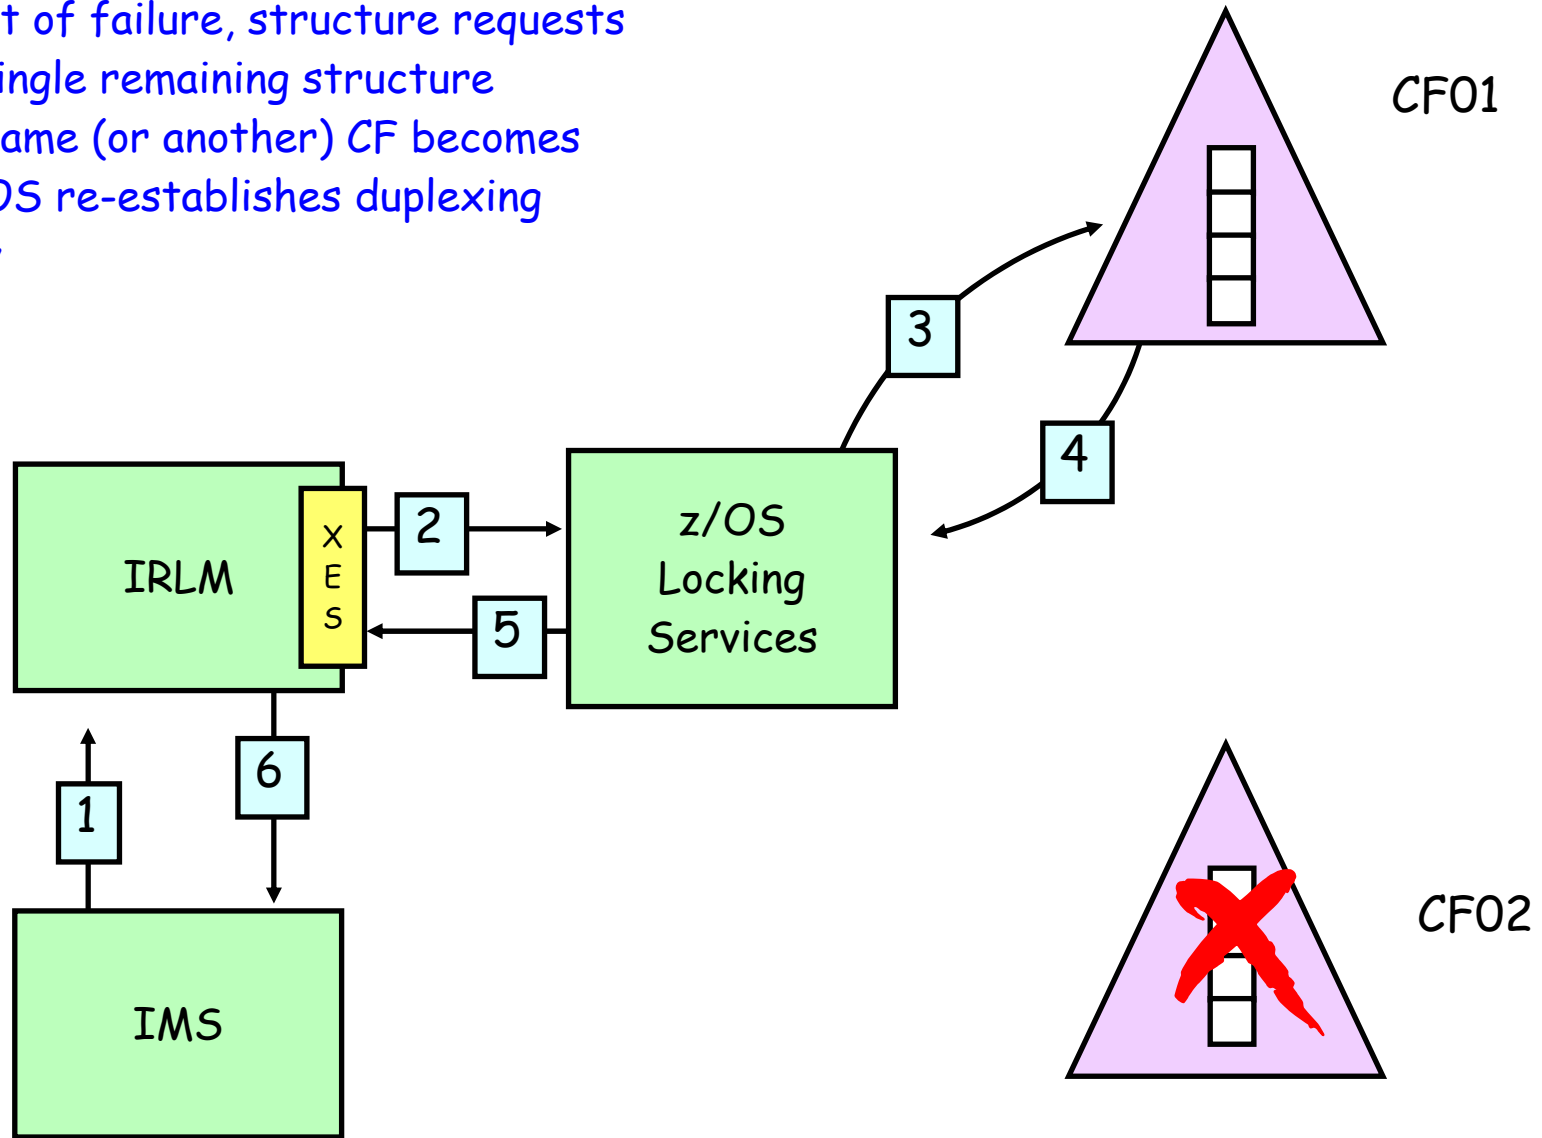 t of failure, structure requests
ingle remaining structure
ame (or another) CF becomes
OS re-establishes duplexing
CF01
3
4
2
z/OS
Locking
Services
IRLM
X
E
S
5
6
1
IMS
CF02